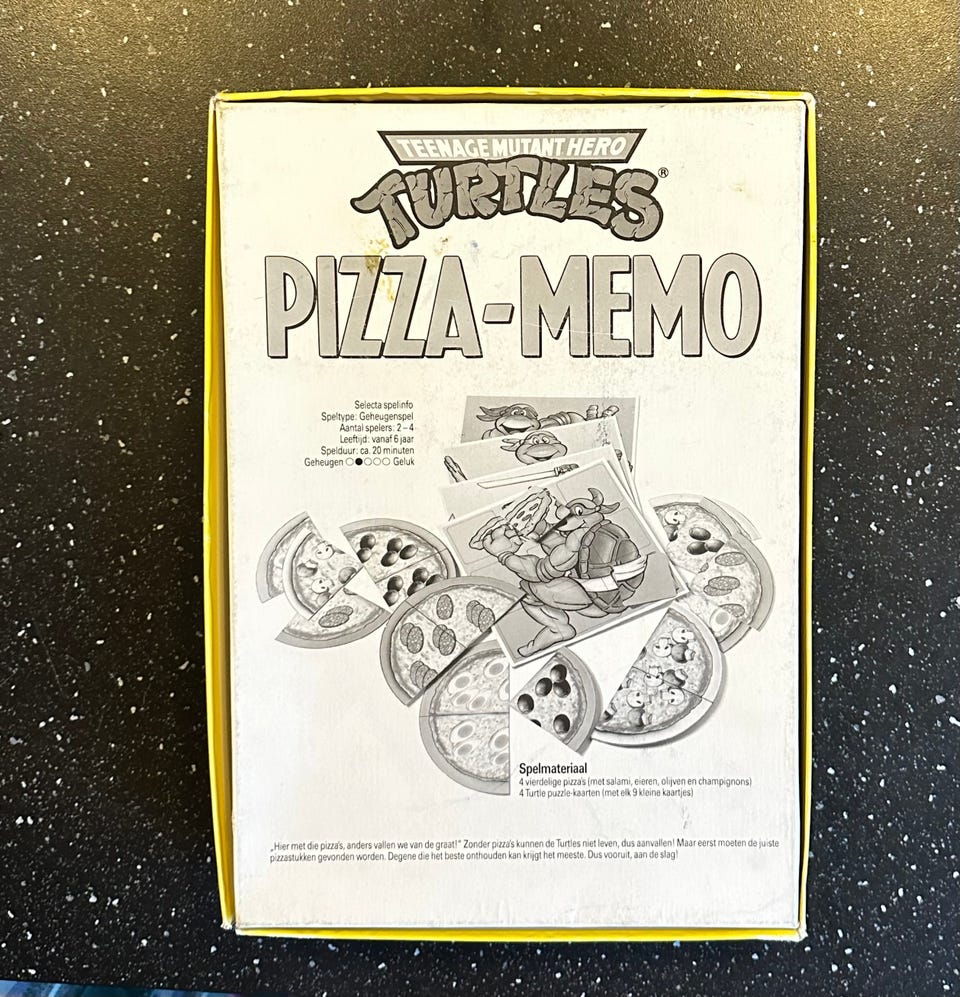 TEENAGE MUTANT HERO
TURTLES®
PIZZA-MEMO
Selecta spelinfo
Speltype: Geheugenspel
Aantal spelers: 2-4
Leeftijd: vanaf 6 jaar
Spelduur: ca. 20 minuten
Geheugen ○●○○○ Geluk
Spelmateriaal
4 vierdelige pizza's (met salami, eieren, olijven en champignons)
4 Turtle puzzle-kaarten (met elk 9 kleine kaartjes)
„Hier met die pizza's, anders vallen we van de graat!" Zonder pizza's kunnen de Turtles niet leven, dus aanvallen! Maar eerst moeten de juiste
pizzastukken gevonden worden. Degene die het beste onthouden kan krijgt het meeste. Dus vooruit, aan de slag!